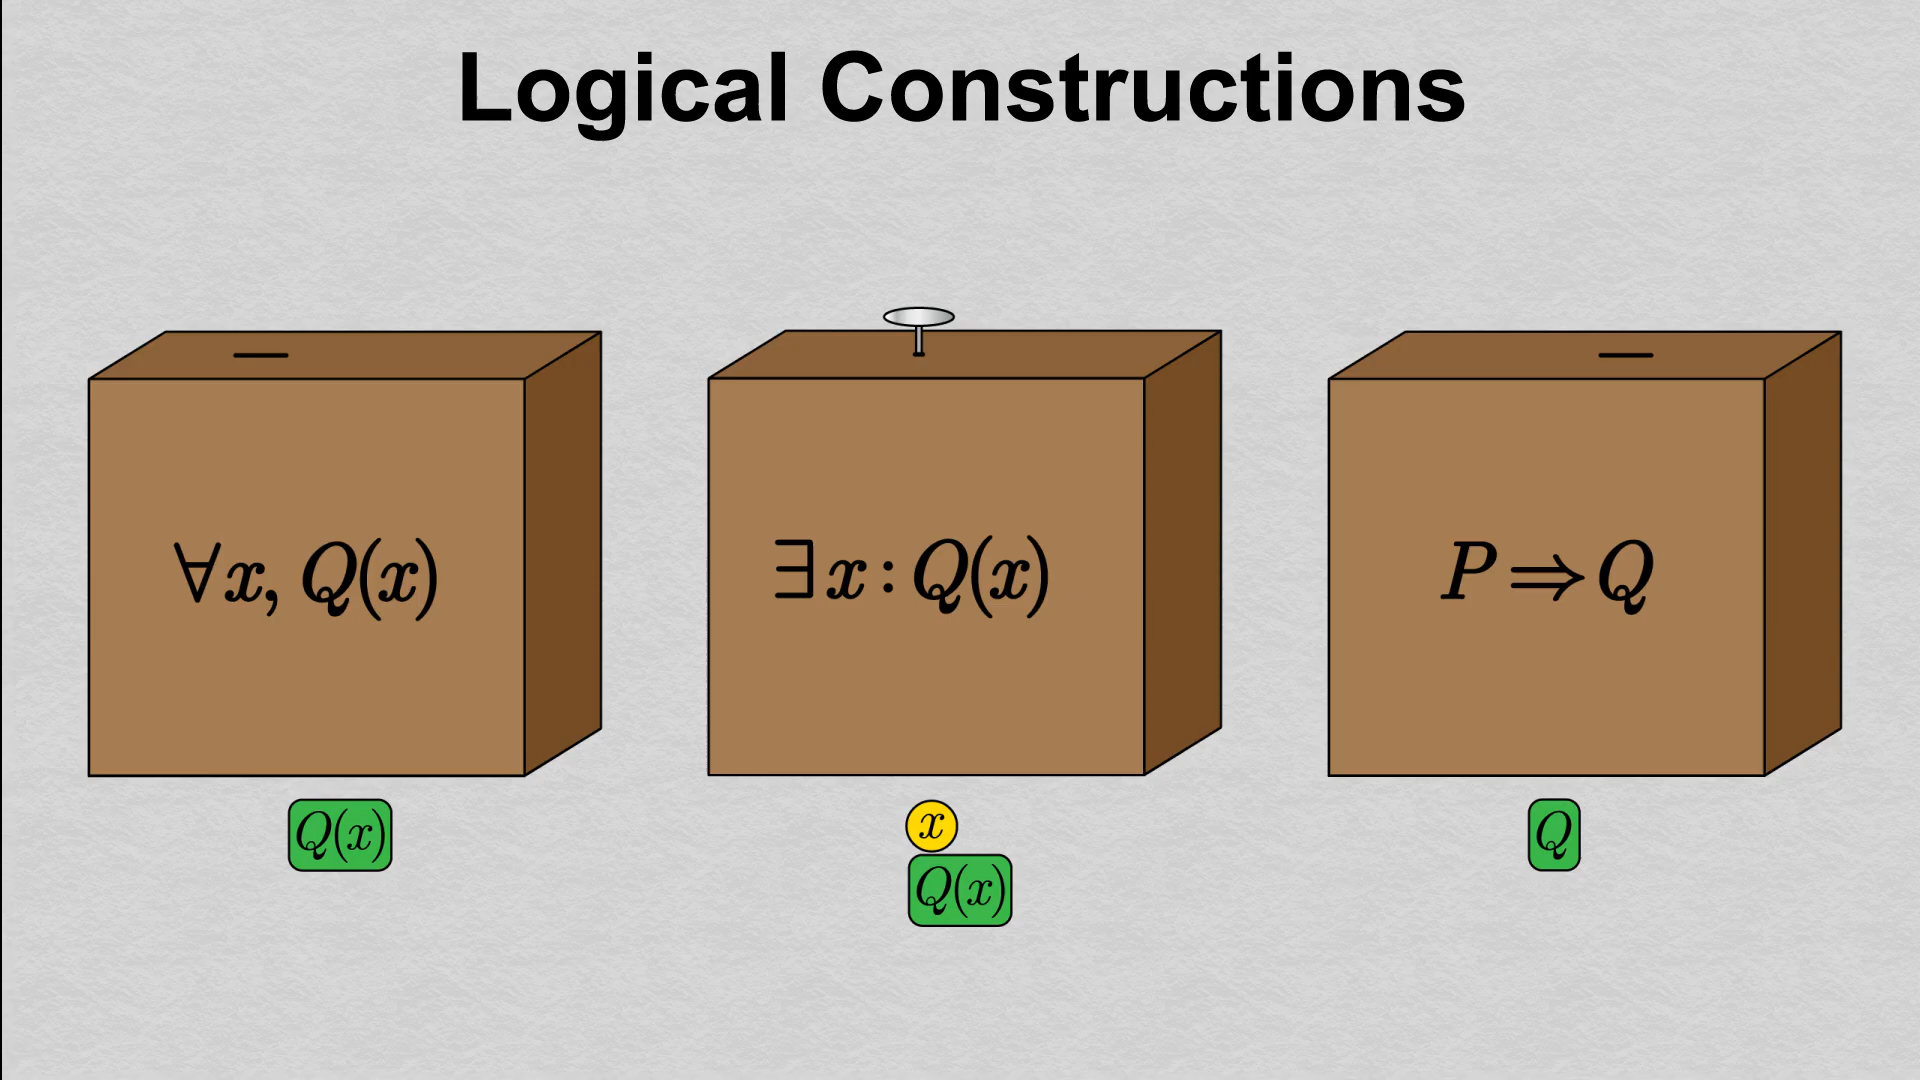 Logical Constructions
∀x, Q(x)
∃x : Q(x)
P ⇒ Q
Q(x)
x
Q(x)
Q